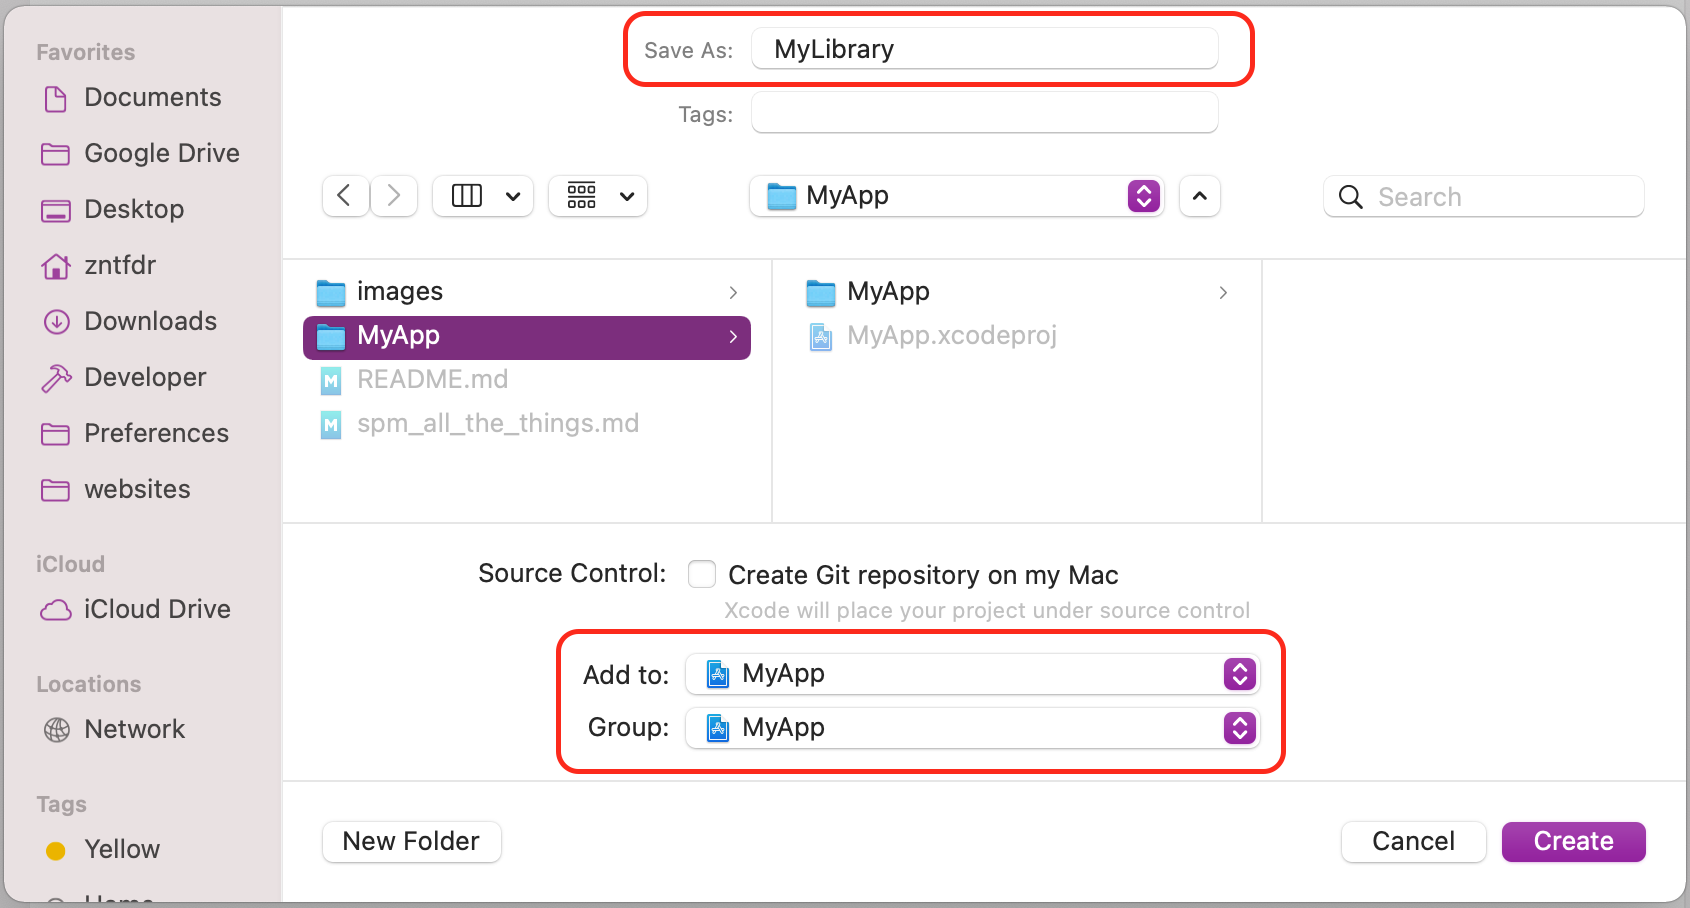 Favorites
Documents
Google Drive
Desktop
zntfdr
Downloads
Developer
Preferences
websites
iCloud
iCloud Drive
Locations
Network
Tags
Yellow
Home
Save As: MyLibrary
Tags:
MyApp
Search
images
MyApp
README.md
spm_all_the_things.md
MyApp
MyApp.xcodeproj
Source Control: Create Git repository on my Mac
Xcode will place your project under source control
Add to: MyApp
Group: MyApp
New Folder
Cancel
Create